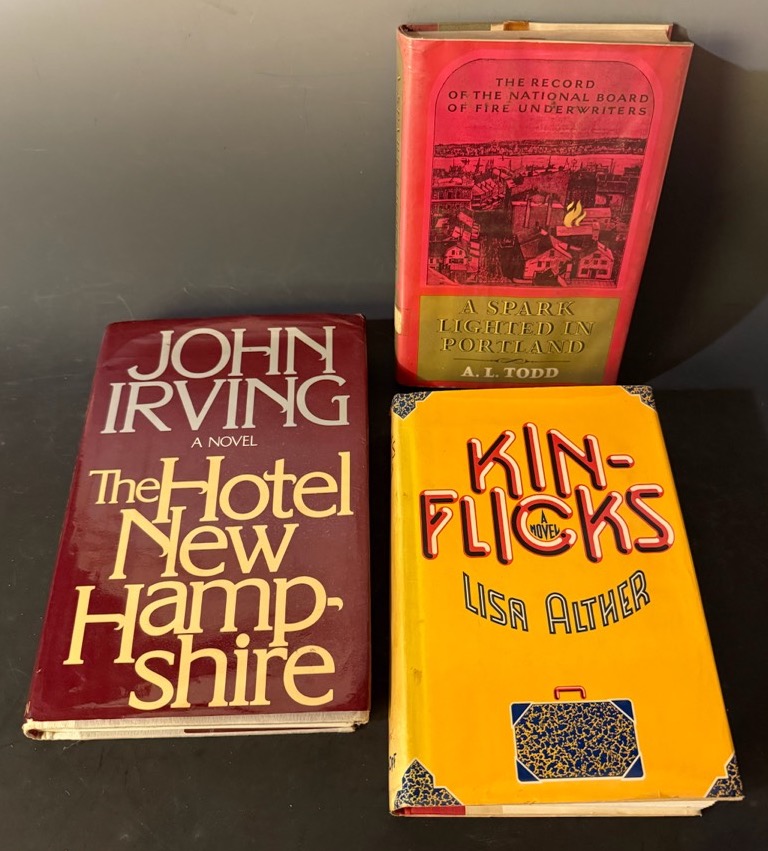 THE RECORD
OF THE NATIONAL BOARD
OF FIRE UNDERWRITERS
A SPARK
LIGHTED IN
PORTLAND
A. L. TODD
JOHN
IRVING
A NOVEL
The Hotel
New
Hamp-
shire
KIN-
FLICKS
A
NOVEL
LISA ALTHER